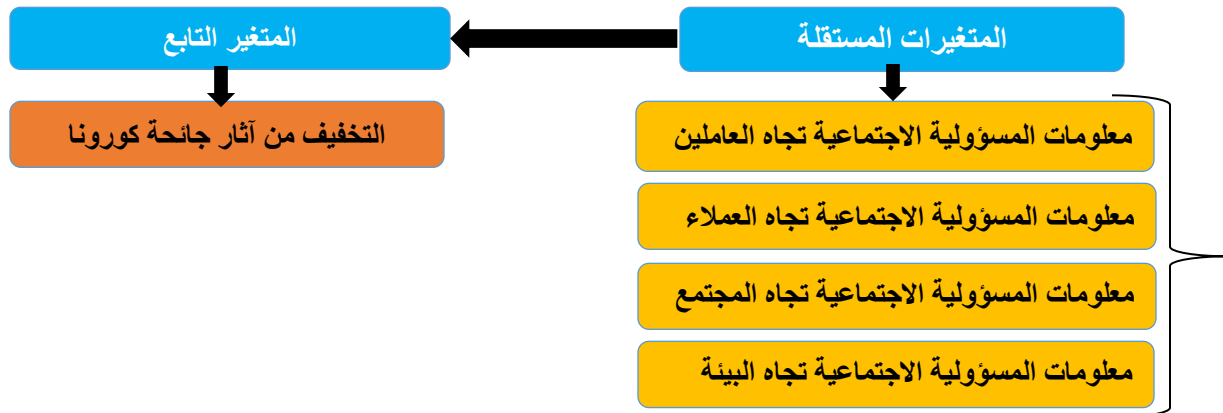 المتغيرات المستقلة
المتغير التابع
معلومات المسؤولية الاجتماعية تجاه العاملين
التخفيف من آثار جائحة كورونا
معلومات المسؤولية الاجتماعية تجاه العملاء
معلومات المسؤولية الاجتماعية تجاه المجتمع
معلومات المسؤولية الاجتماعية تجاه البيئة